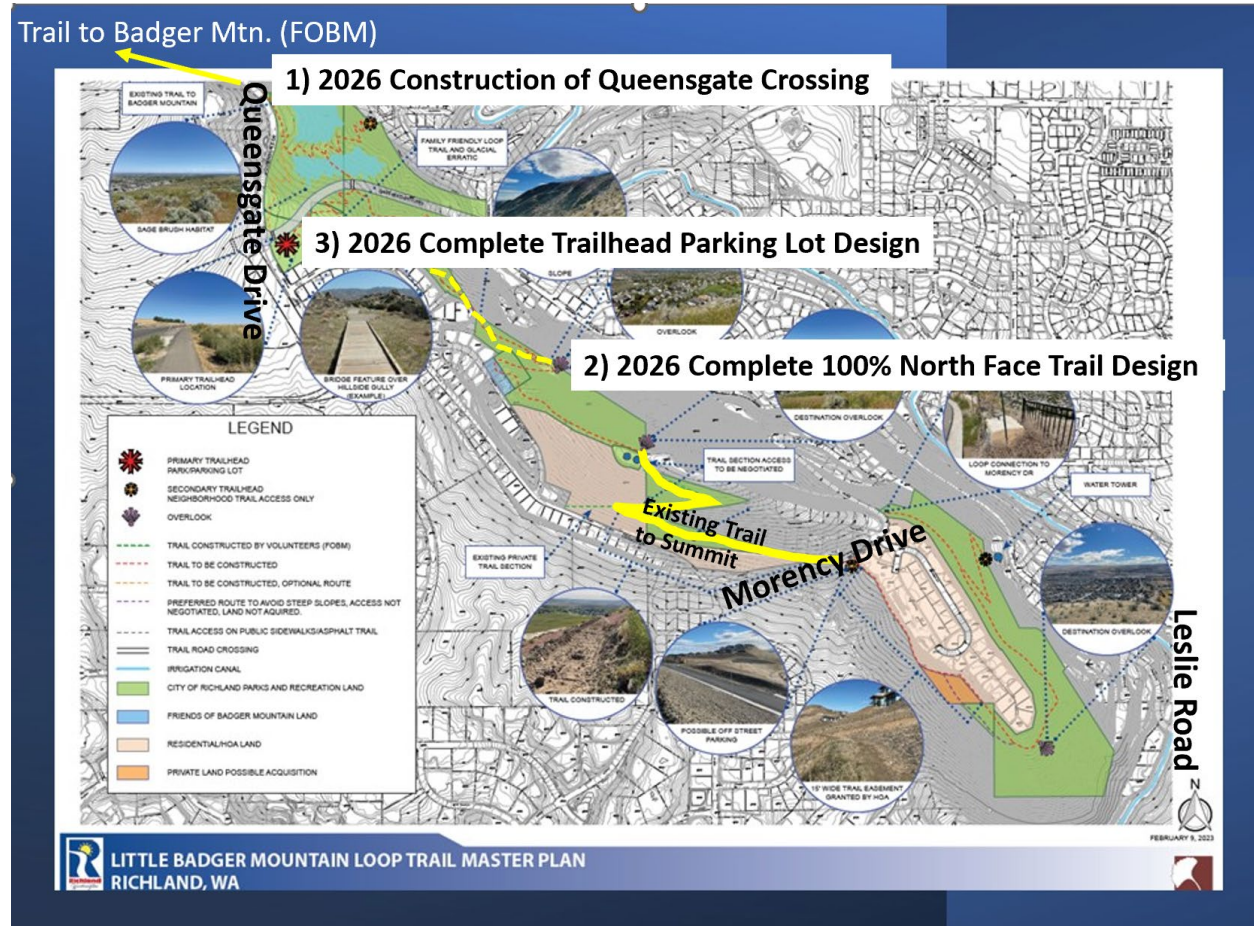 Trail to Badger Mtn. (FOBM)
1) 2026 Construction of Queensgate Crossing
EXISTING TRAIL TO
BADGER MOUNTAIN
Queensgate Drive
FAMILY FRIENDLY LOOP
TRAIL AND GLACIAL
ERRATIC
SAGE BRUSH HABITAT
3) 2026 Complete Trailhead Parking Lot Design
SLOPE
OVERLOOK
PRIMARY TRAILHEAD
LOCATION
BRIDGE FEATURE OVER
HILLSIDE GULLY
(EXAMPLE)
2) 2026 Complete 100% North Face Trail Design
DESTINATION OVERLOOK
LOOP CONNECTION TO
MORENCY DR
TRAIL SECTION ACCESS
TO BE NEGOTIATED
WATER TOWER
LEGEND
PRIMARY TRAILHEAD
PARK/PARKING LOT
SECONDARY TRAILHEAD
NEIGHBORHOOD TRAIL ACCESS ONLY
OVERLOOK
TRAIL CONSTRUCTED BY VOLUNTEERS (FOBM)
TRAIL TO BE CONSTRUCTED
TRAIL TO BE CONSTRUCTED, OPTIONAL ROUTE
PREFERRED ROUTE TO AVOID STEEP SLOPES, ACCESS NOT
NEGOTIATED, LAND NOT AQUIRED.
TRAIL ACCESS ON PUBLIC SIDEWALKS/ASPHALT TRAIL
TRAIL ROAD CROSSING
IRRIGATION CANAL
CITY OF RICHLAND PARKS AND RECREATION LAND
FRIENDS OF BADGER MOUNTAIN LAND
RESIDENTIAL/HOA LAND
PRIVATE LAND POSSIBLE ACQUISITION
Existing Trail
to Summit
Morency Drive
EXISTING PRIVATE
TRAIL SECTION
DESTINATION OVERLOOK
Leslie Road
TRAIL CONSTRUCTED
POSSIBLE OFF STREET
PARKING
15' WIDE TRAIL EASEMENT
GRANTED BY HOA
N
FEBRUARY 9, 2023
Richland
LITTLE BADGER MOUNTAIN LOOP TRAIL MASTER PLAN
RICHLAND, WA